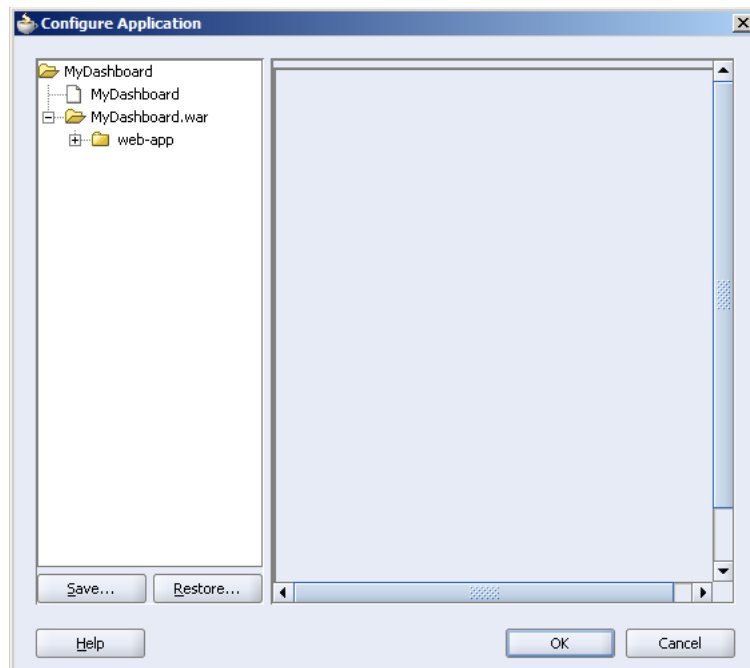 Configure Application
MyDashboard
MyDashboard
MyDashboard.war
web-app
Save... Restore...
Help OK Cancel